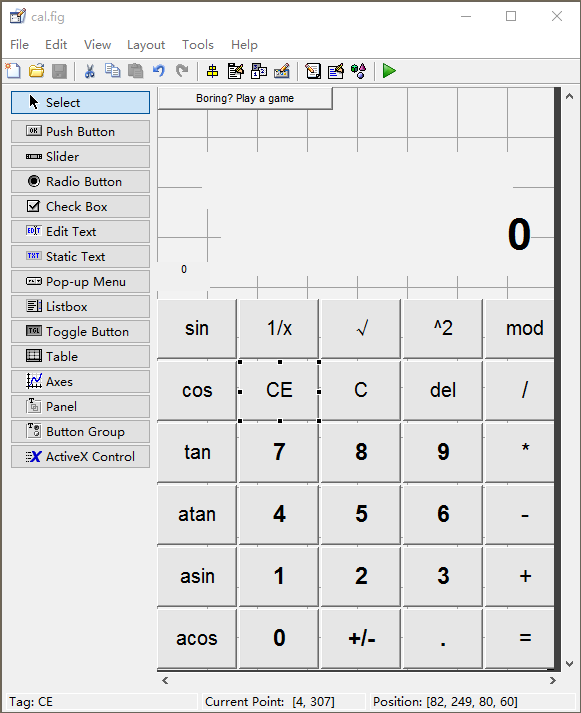 cal.fig
File Edit View Layout Tools Help
Select
Boring? Play a game
Push Button
Slider
Radio Button
Check Box
Edit Text
Static Text
Pop-up Menu
Listbox
Toggle Button
Table
Axes
Panel
Button Group
ActiveX Control
0
0
sin 1/x √ ^2 mod
cos CE C del /
tan 7 8 9 *
atan 4 5 6 -
asin 1 2 3 +
acos 0 +/- . =
Tag: CE Current Point: [4, 307] Position: [82, 249, 80, 60]